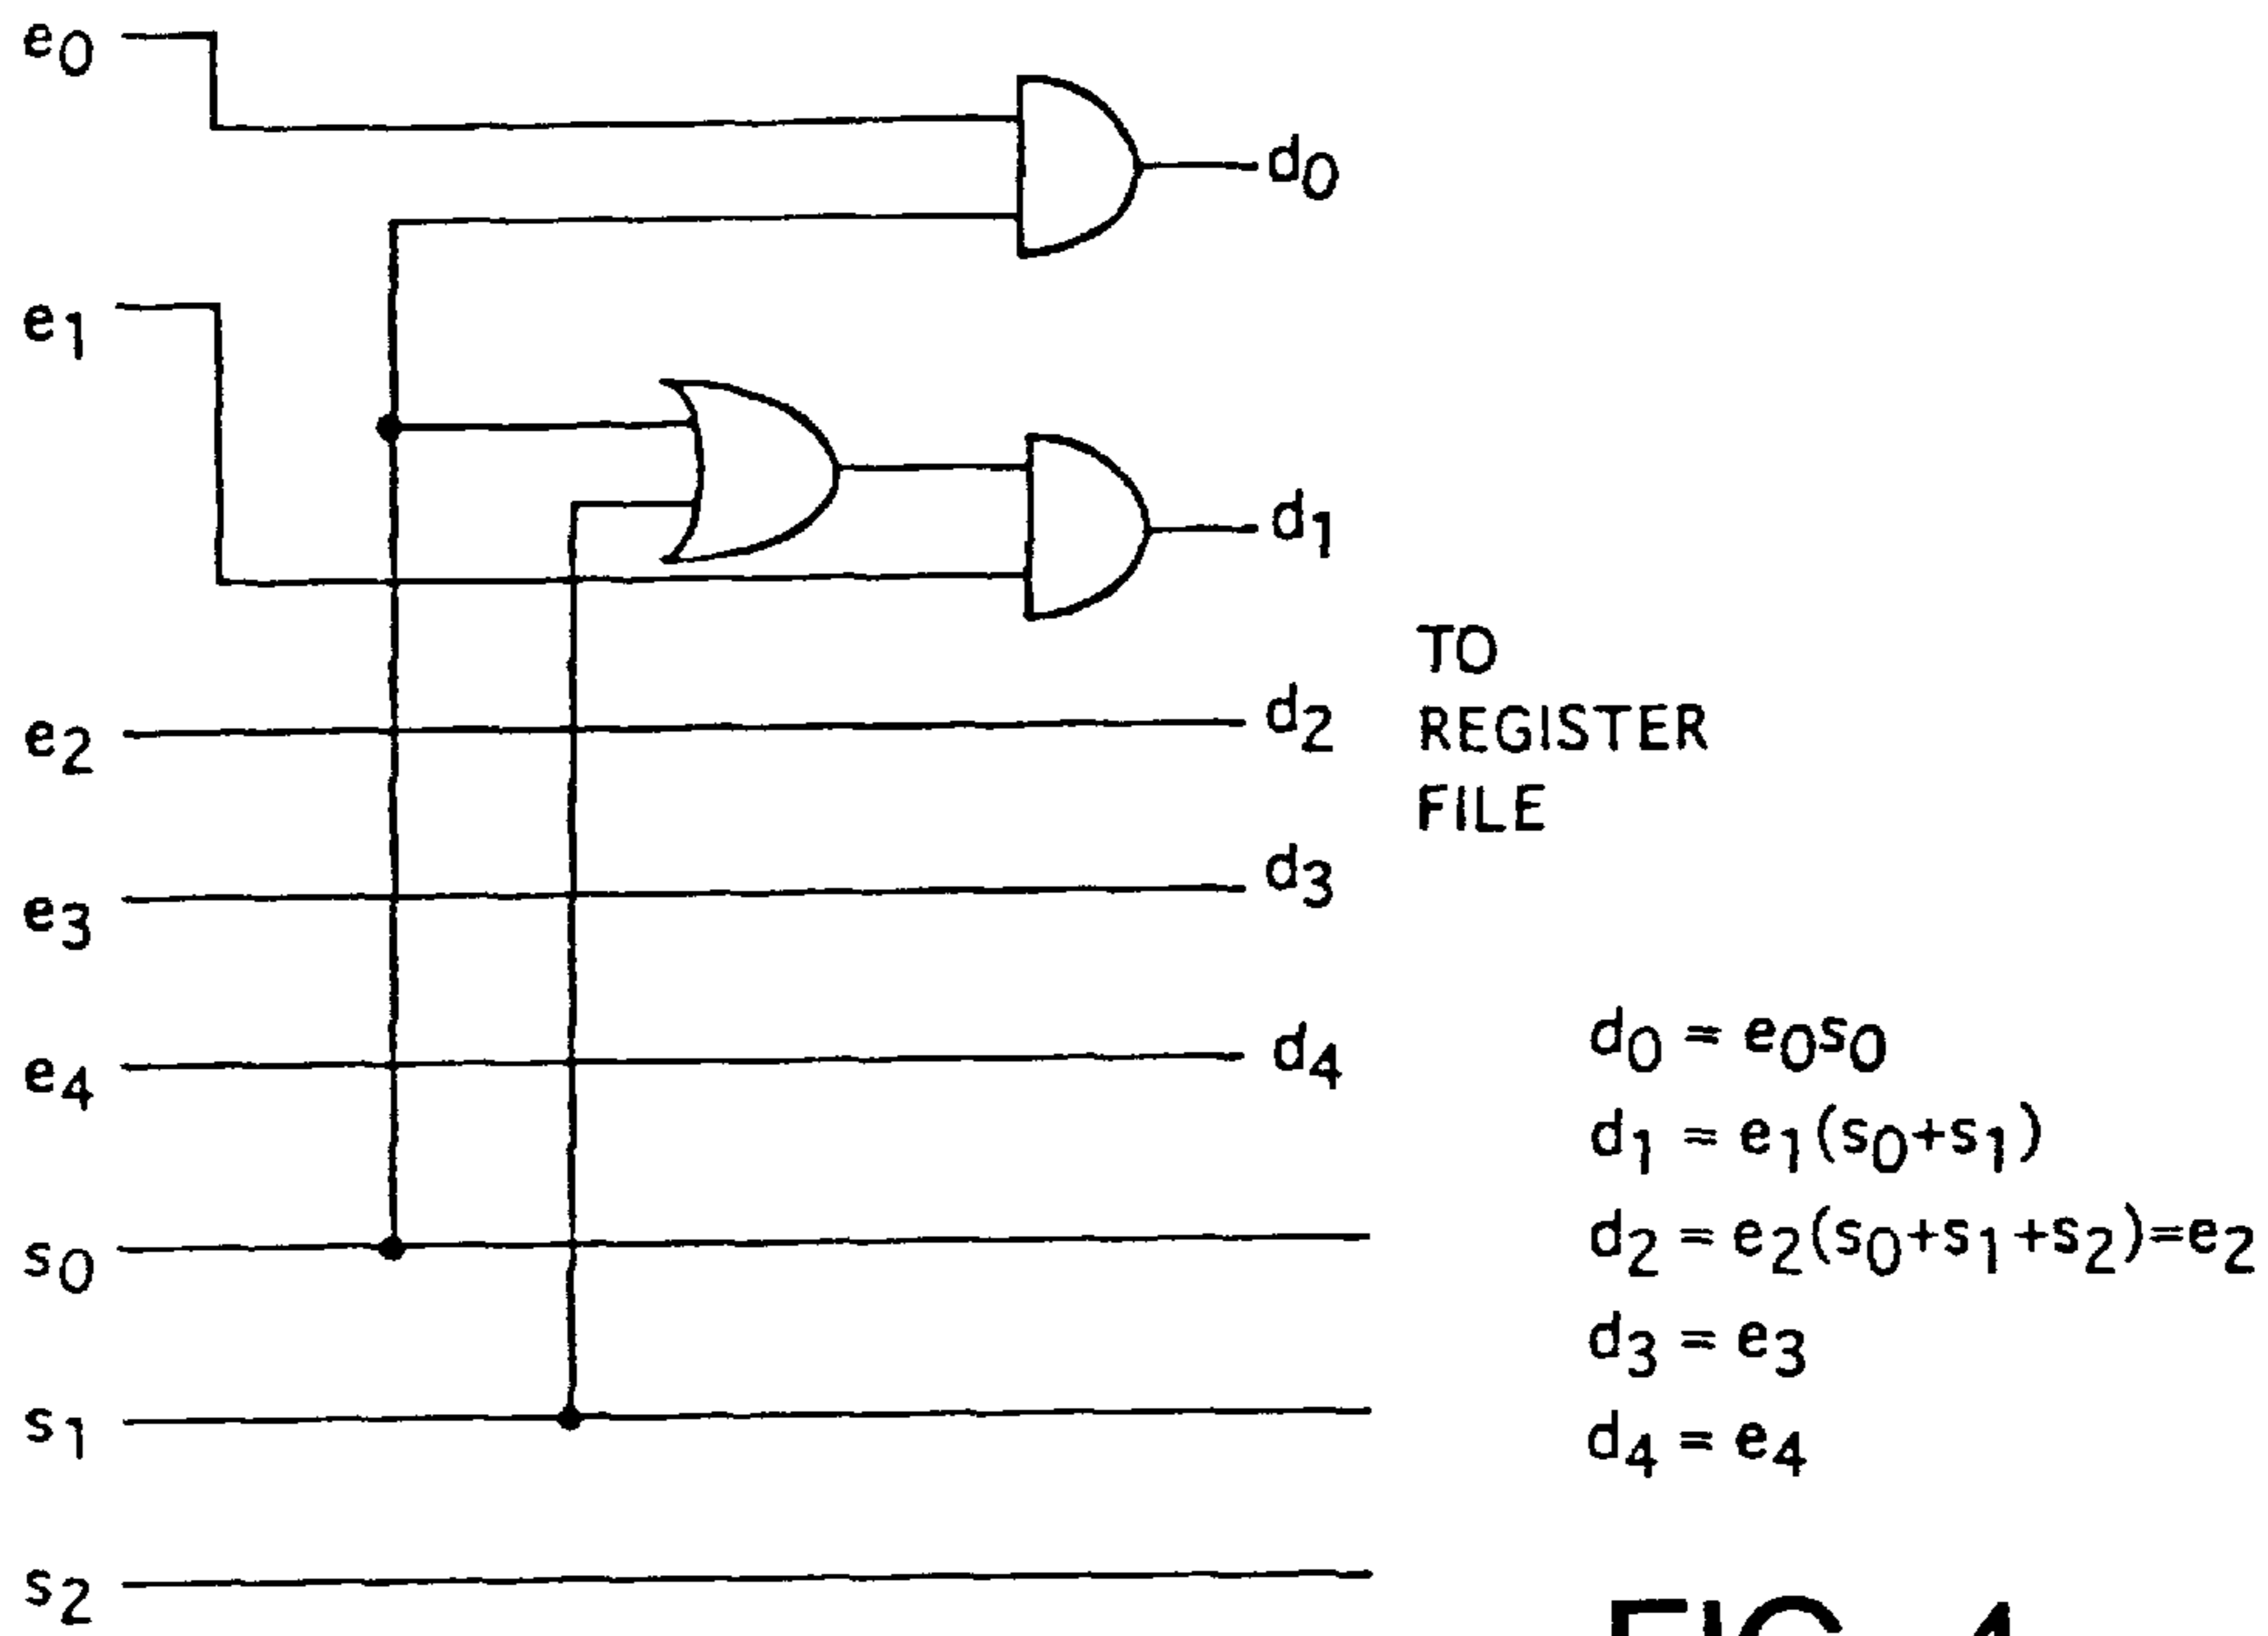 e0
d0
e1
d1
TO
REGISTER
FILE
e2
d2
e3
d3
e4
d4
s0
s1
s2
d0 = e0s0
d1 = e1(s0+s1)
d2 = e2(s0+s1+s2)=e2
d3 = e3
d4 = e4